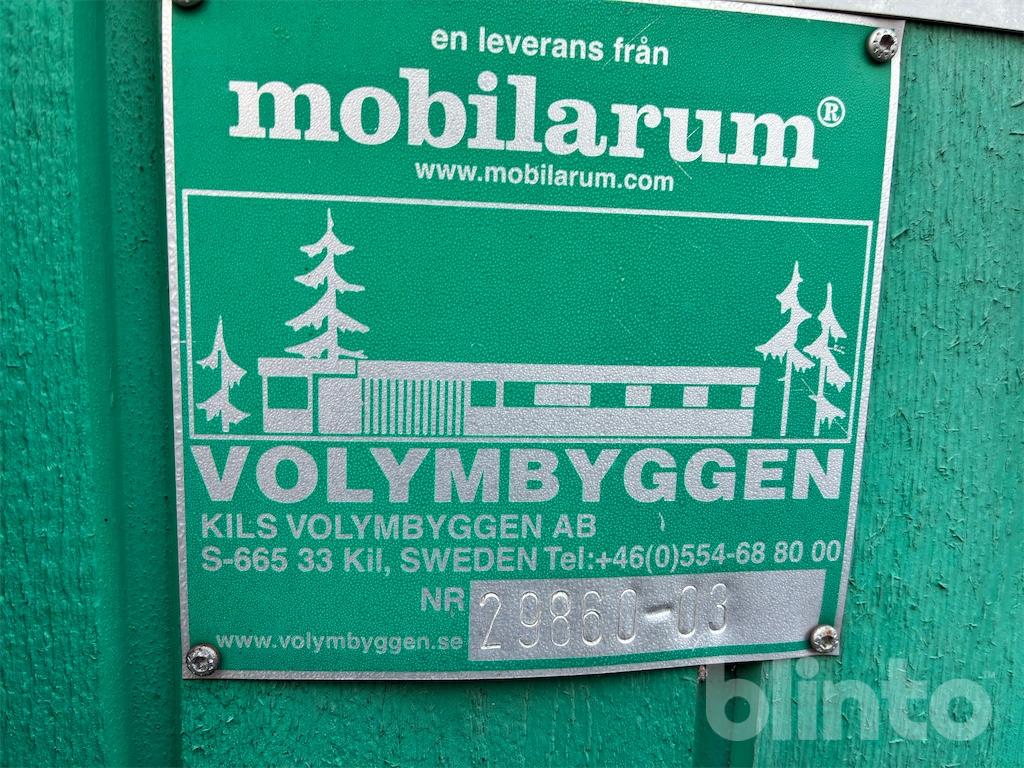 en leverans från
mobilarum®
www.mobilarum.com
VOLYMBYGGEN
KILS VOLYMBYGGEN AB
S-665 33 Kil, SWEDEN Tel:+46(0)554-68 80 00
NR 29860-03
www.volymbyggen.se
blinto